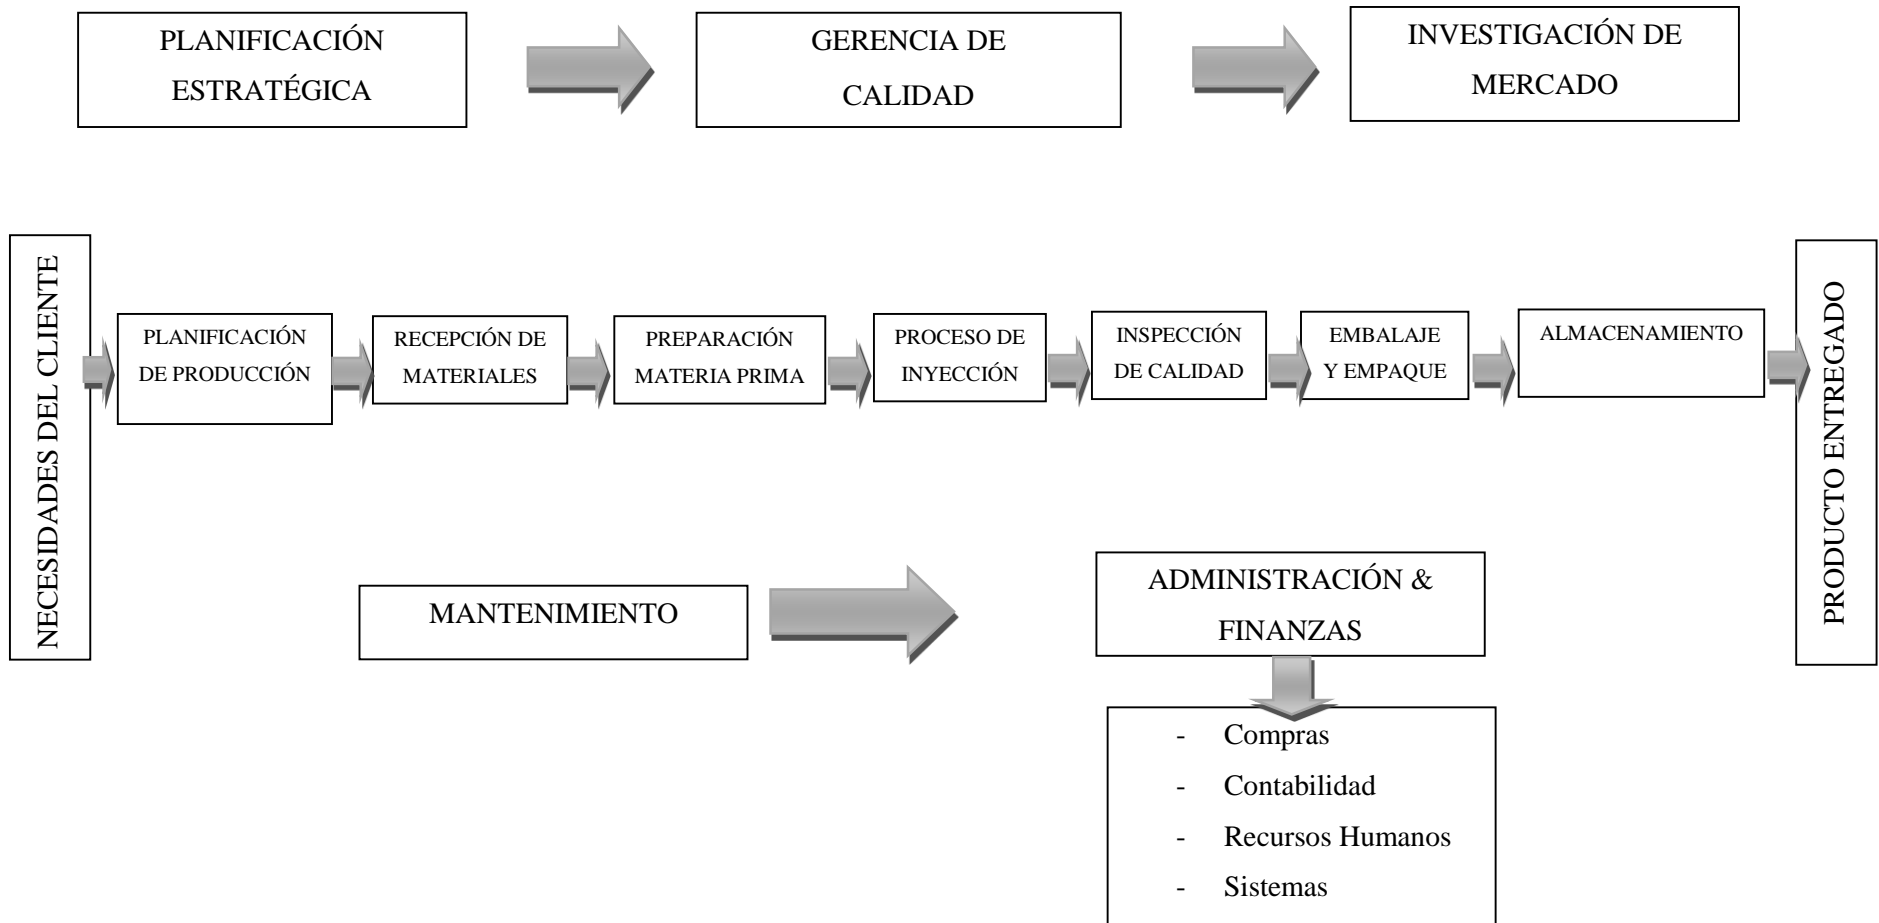 PLANIFICACIÓN
ESTRATÉGICA
GERENCIA DE
CALIDAD
INVESTIGACIÓN DE
MERCADO
NECESIDADES DEL CLIENTE
PLANIFICACIÓN
DE PRODUCCIÓN
RECEPCIÓN DE
MATERIALES
PREPARACIÓN
MATERIA PRIMA
PROCESO DE
INYECCIÓN
INSPECCIÓN
DE CALIDAD
EMBALAJE
Y EMPAQUE
ALMACENAMIENTO
PRODUCTO ENTREGADO
MANTENIMIENTO
ADMINISTRACIÓN &
FINANZAS
- Compras
- Contabilidad
- Recursos Humanos
- Sistemas